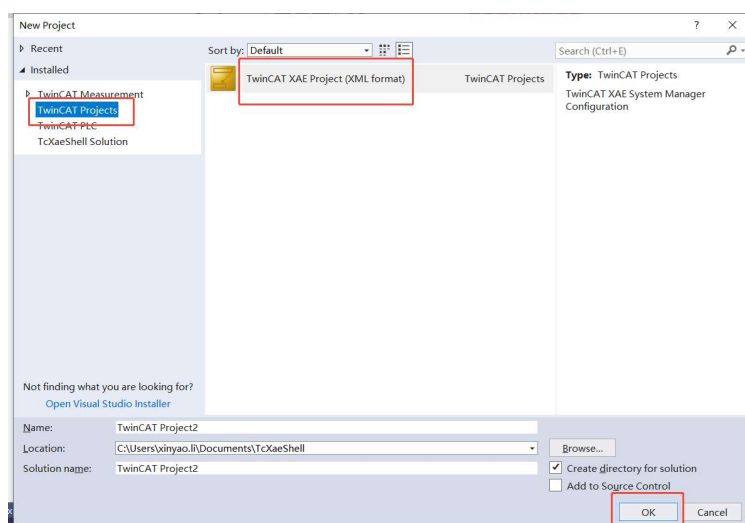 New Project
? ×
Recent
Installed
TwinCAT Measurement
TwinCAT Projects
TwinCAT PLC
TcXaeShell Solution
Not finding what you are looking for?
Open Visual Studio Installer
Sort by: Default
TwinCAT XAE Project (XML format) TwinCAT Projects
Search (Ctrl+E)
Type: TwinCAT Projects
TwinCAT XAE System Manager
Configuration
Name: TwinCAT Project2
Location: C:\Users\xinyao.li\Documents\TcXaeShell
Browse...
Solution name: TwinCAT Project2
Create directory for solution
Add to Source Control
OK Cancel